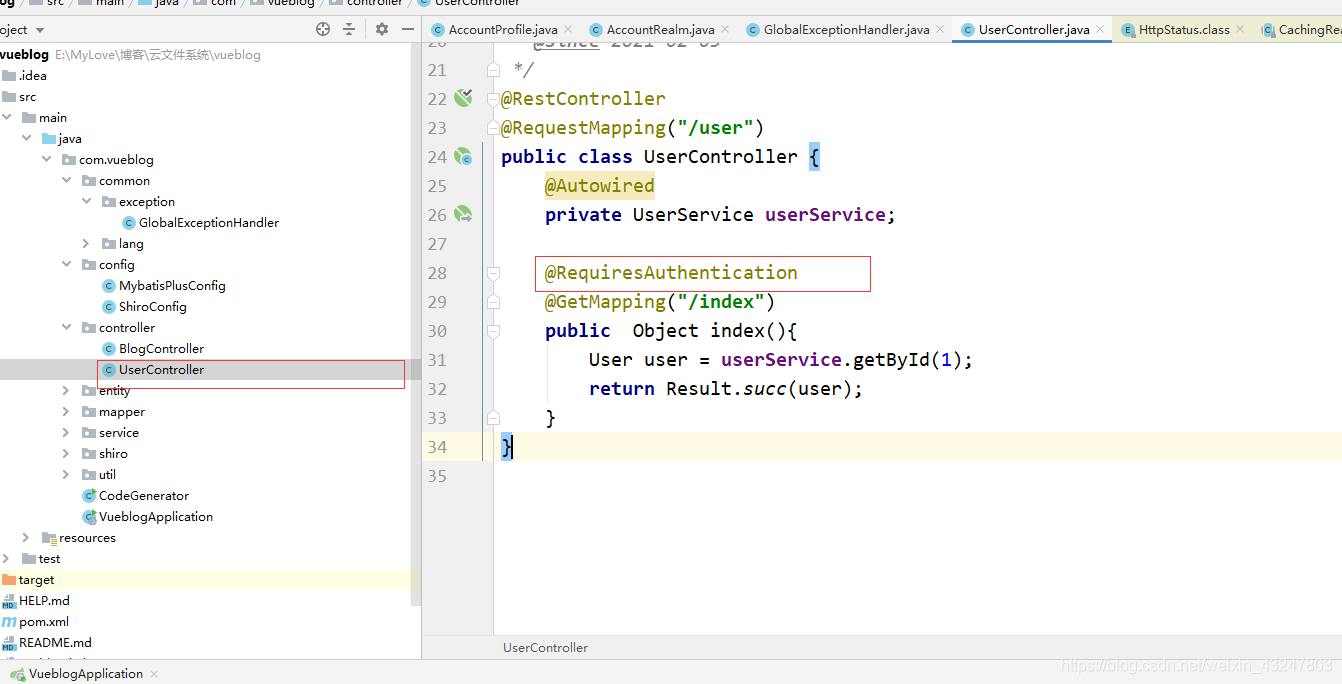 og src main java com vueblog controller UserController
oject
AccountProfile.java AccountRealm.java GlobalExceptionHandler.java UserController.java HttpStatus.class CachingRea
vueblog E:\MyLove\博客\云文件系统\vueblog
.idea
src
main
java
com.vueblog
common
exception
GlobalExceptionHandler
lang
config
MybatisPlusConfig
ShiroConfig
controller
BlogController
UserController
entity
mapper
service
shiro
util
CodeGenerator
VueblogApplication
resources
test
target
HELP.md
pom.xml
README.md
20 @since 2021-02-05
21 */
22 @RestController
23 @RequestMapping("/user")
24 public class UserController {
25 @Autowired
26 private UserService userService;
27
28 @RequiresAuthentication
29 @GetMapping("/index")
30 public Object index(){
31 User user = userService.getById(1);
32 return Result.succ(user);
33 }
34 }
35
UserController
VueblogApplication
https://blog.csdn.net/weixin_43247803